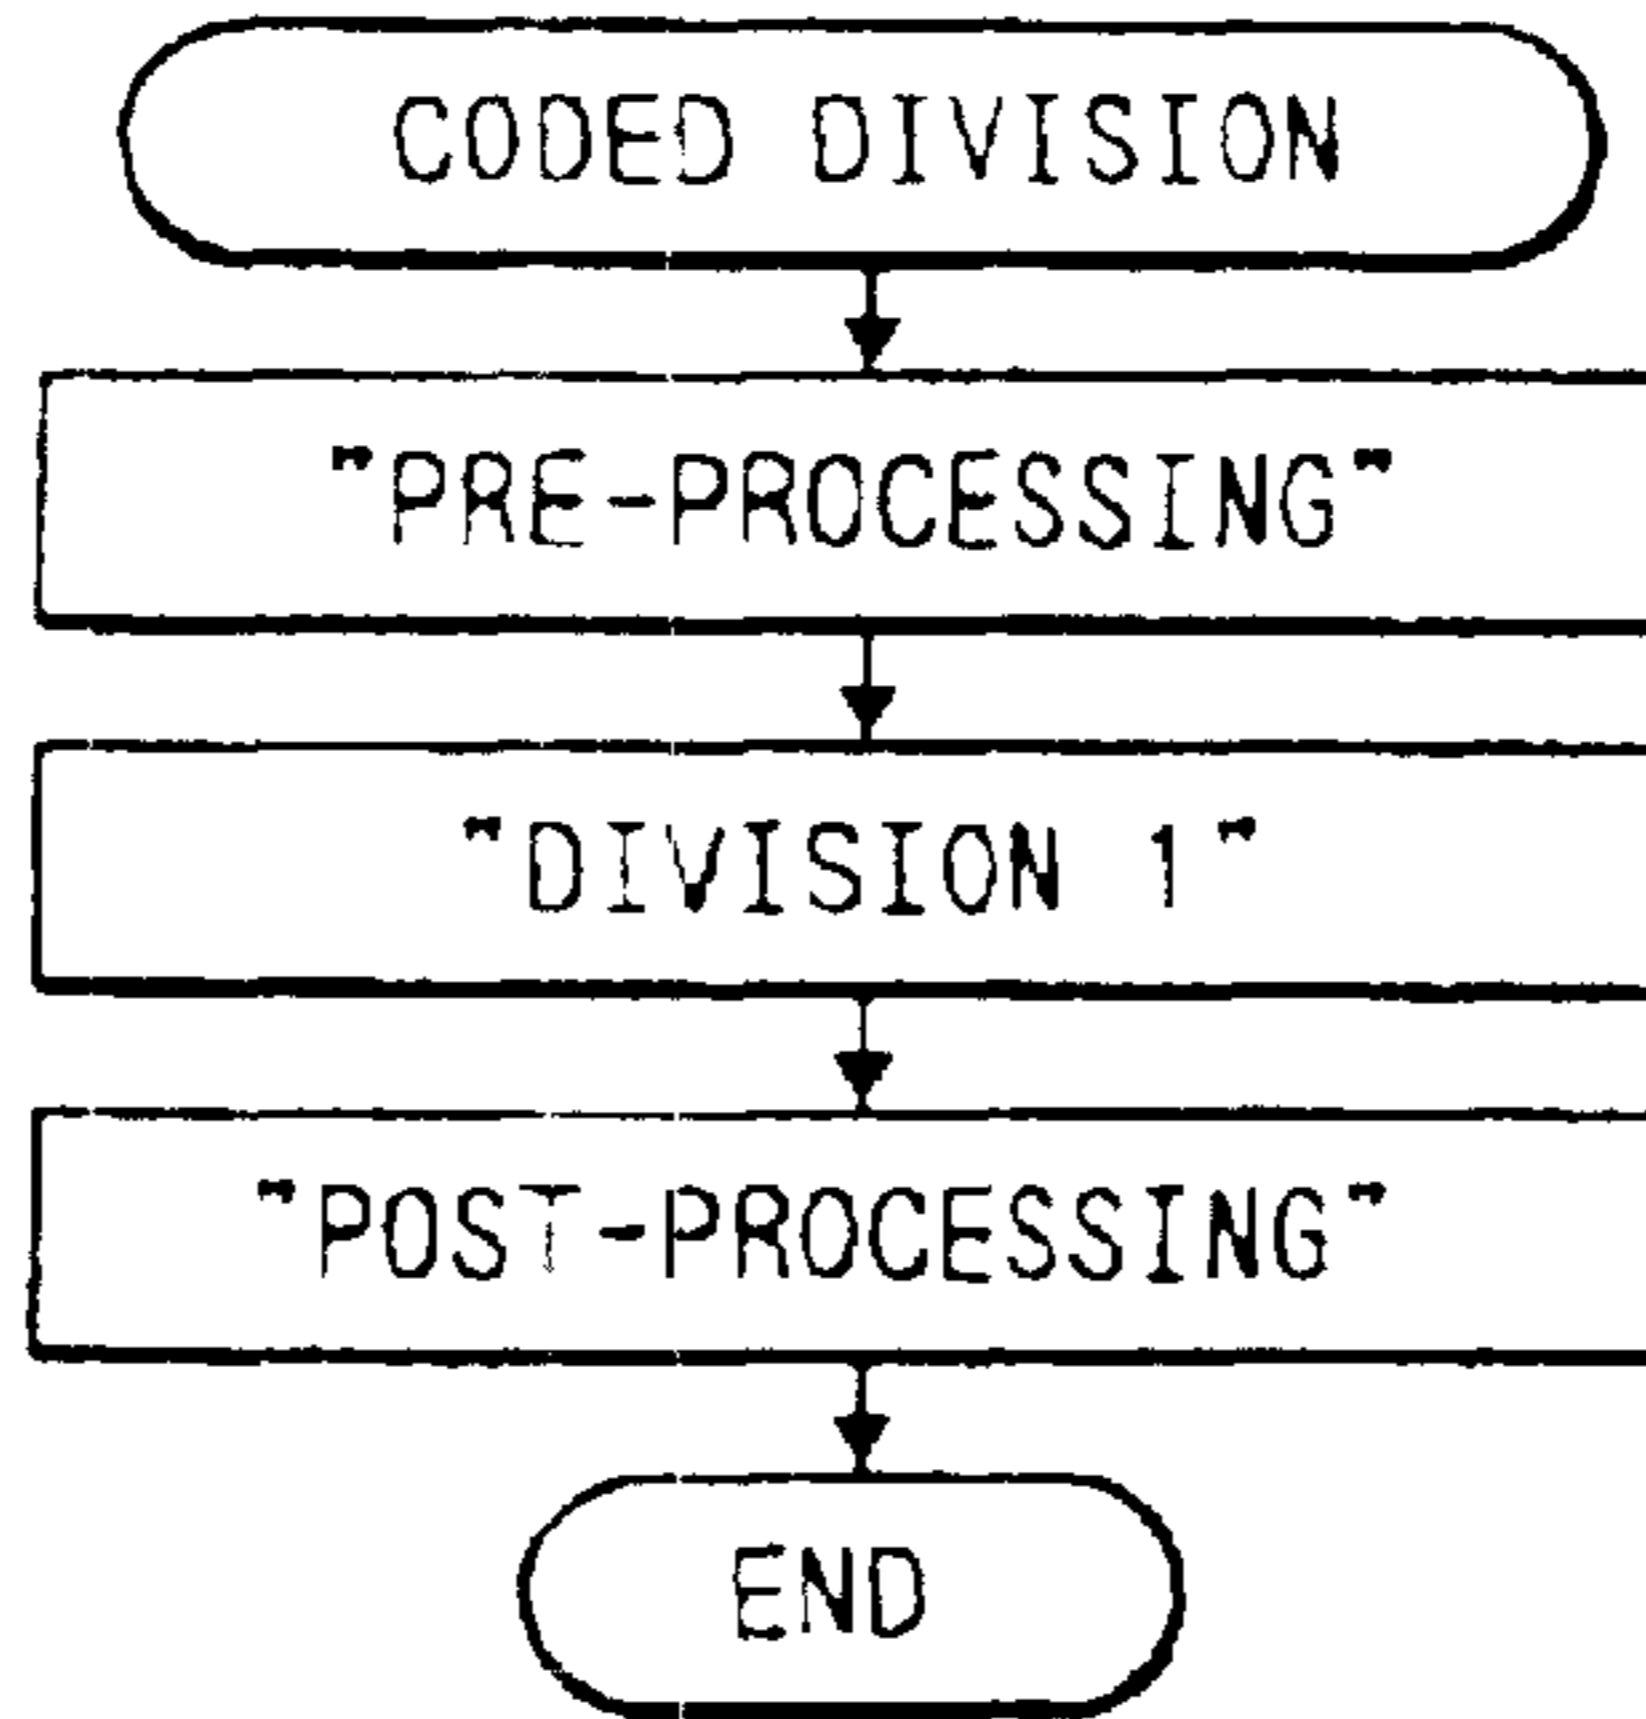 CODED DIVISION
"PRE-PROCESSING"
"DIVISION 1"
"POST-PROCESSING"
END